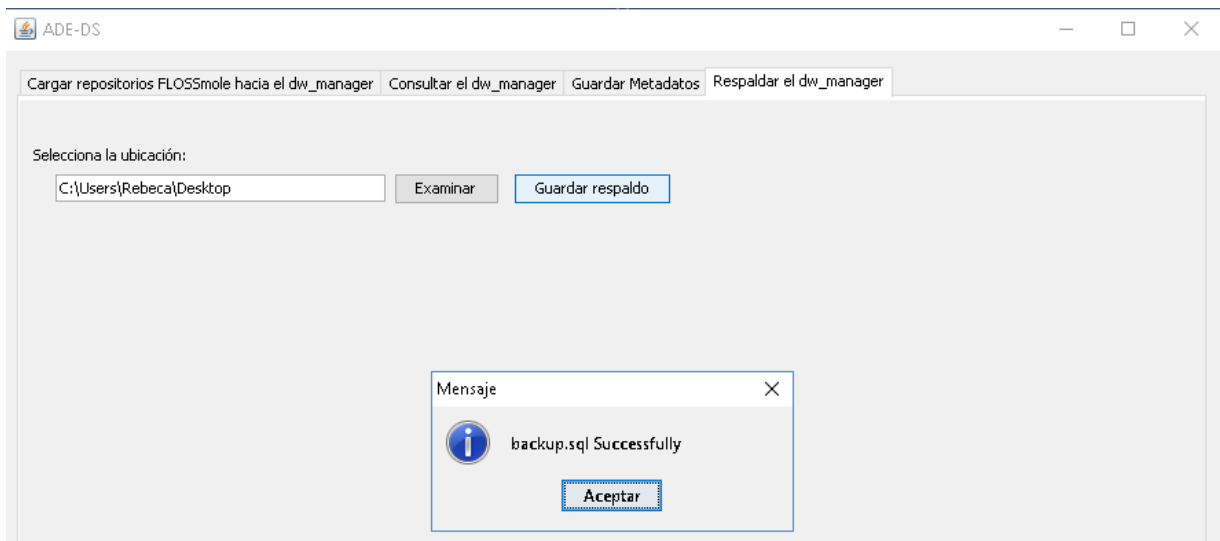 ADE-DS
Cargar repositorios FLOSSmole hacia el dw_manager Consultar el dw_manager Guardar Metadatos Respaldar el dw_manager
Selecciona la ubicación:
C:\Users\Rebeca\Desktop Examinar Guardar respaldo
Mensaje
backup.sql Successfully
Aceptar